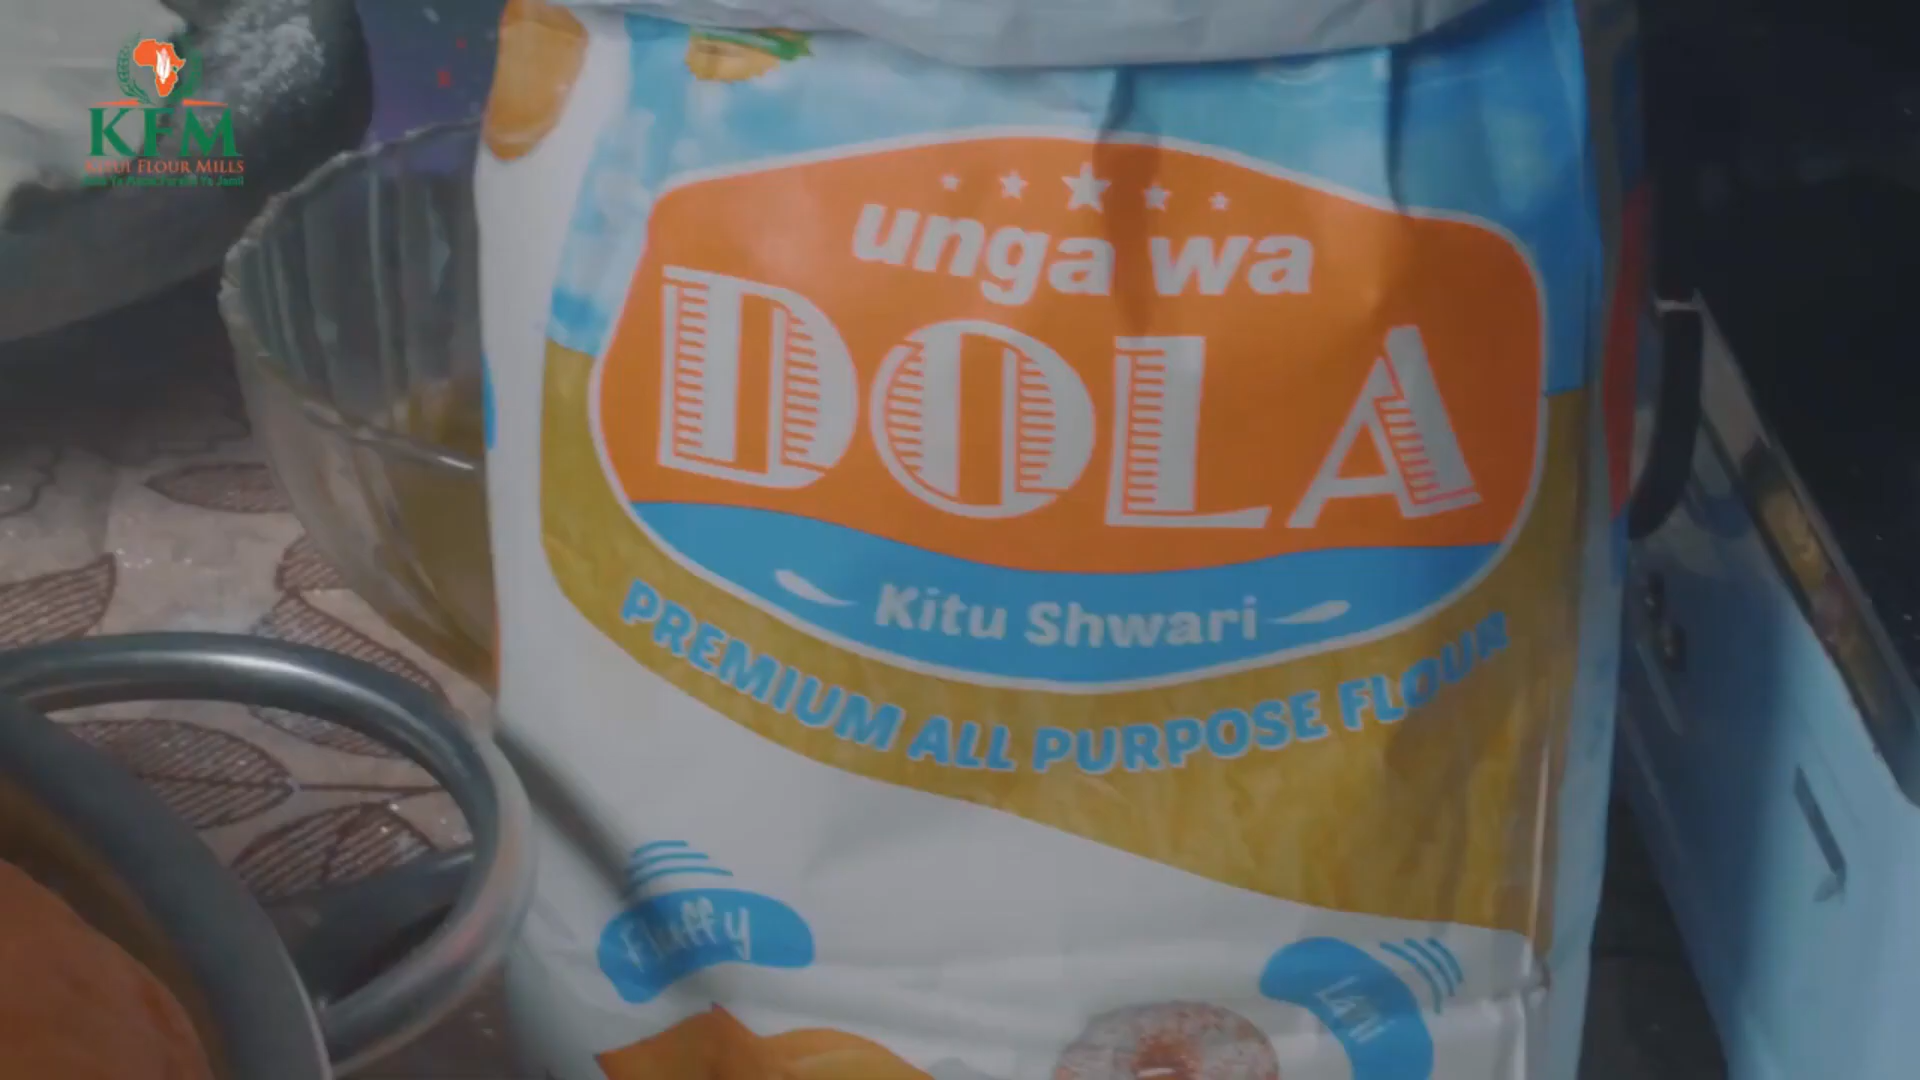 KFM
KITUI FLOUR MILLS
unga wa
DOLA
Kitu Shwari
PREMIUM ALL PURPOSE FLOUR
Fluffy
Laini